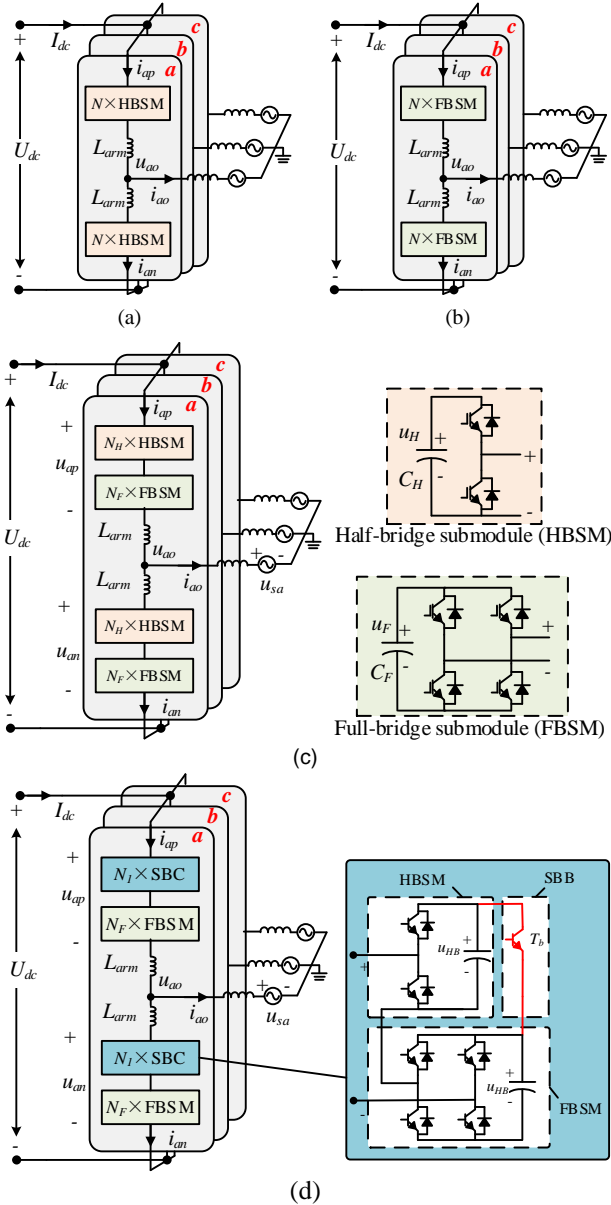 +
I_dc
c
b
a
i_ap
N×HBSM
U_dc
L_arm
u_ao
L_arm
i_ao
N×HBSM
i_an
-
(a)
+
I_dc
c
b
a
i_ap
N×FBSM
U_dc
L_arm
u_ao
L_arm
i_ao
N×FBSM
i_an
-
(b)
+
I_dc
c
b
a
i_ap
+
N_H×HBSM
u_ap
N_F×FBSM
-
U_dc
L_arm
u_ao
+ -
L_arm
i_ao
u_sa
+
N_H×HBSM
u_an
N_F×FBSM
-
i_an
-
u_H
+
-
C_H
+
-
Half-bridge submodule (HBSM)
u_F
+
-
C_F
+
-
Full-bridge submodule (FBSM)
(c)
+
I_dc
c
b
a
i_ap
+
N_1×SBC
u_ap
N_F×FBSM
-
U_dc
L_arm
u_ao
+ -
L_arm
i_ao
u_sa
+
N_1×SBC
u_an
N_F×FBSM
-
i_an
-
HBSM
SBB
+
u_HB
-
T_b
+
u_HB
+
-
-
FBSM
(d)